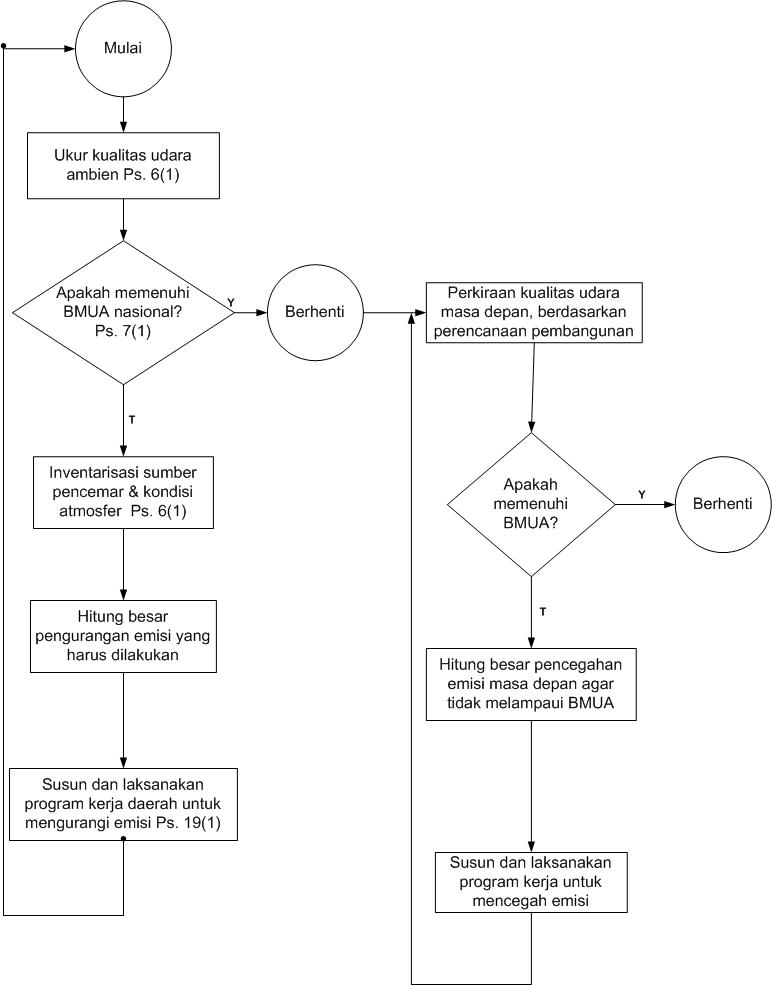 Mulai
Ukur kualitas udara
ambien Ps. 6(1)
Apakah memenuhi
BMUA nasional?
Ps. 7(1)
Y
T
Inventarisasi sumber
pencemar & kondisi
atmosfer Ps. 6(1)
Hitung besar
pengurangan emisi yang
harus dilakukan
Susun dan laksanakan
program kerja daerah untuk
mengurangi emisi Ps. 19(1)
Berhenti
Perkiraan kualitas udara
masa depan, berdasarkan
perencanaan pembangunan
Apakah
memenuhi
BMUA?
Y
Berhenti
T
Hitung besar pencegahan
emisi masa depan agar
tidak melampaui BMUA
Susun dan laksanakan
program kerja untuk
mencegah emisi